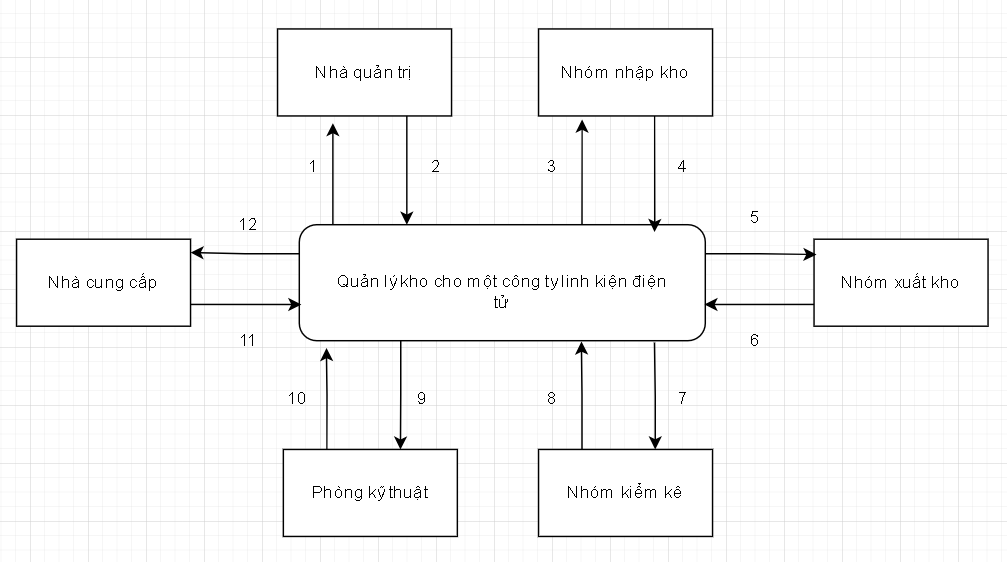 Nhà quản trị
Nhóm nhập kho
1
2
3
4
12
5
Nhà cung cấp
Quản lý kho cho một công ty linh kiện điện
tử
Nhóm xuất kho
11
6
10
9
8
7
Phòng kỹ thuật
Nhóm kiểm kê